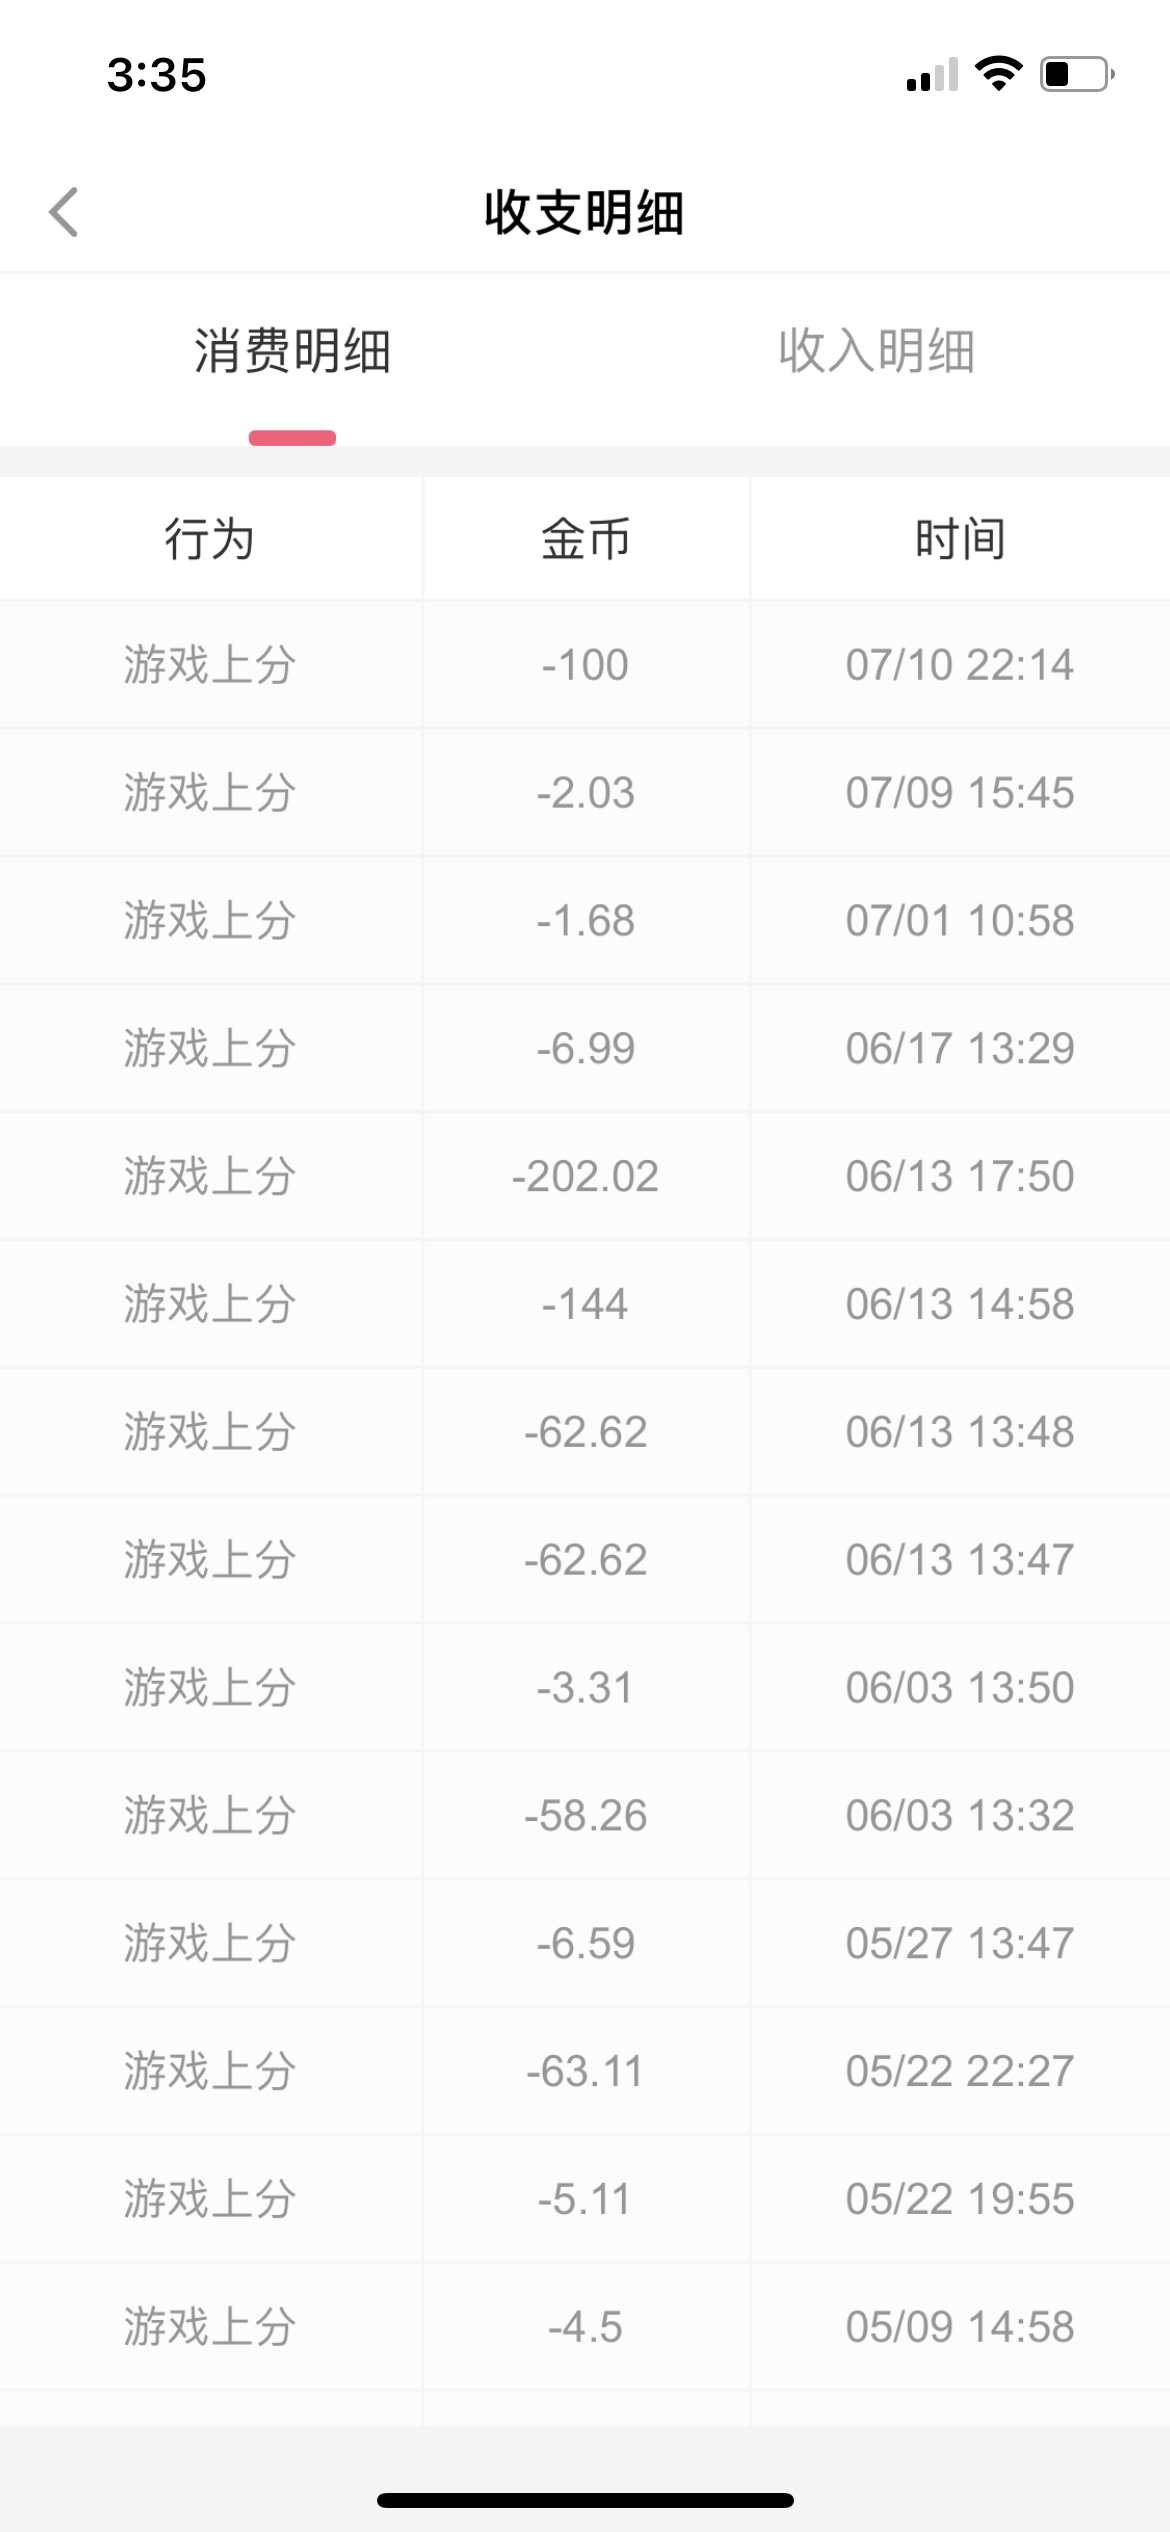 3:35
收支明细
消费明细 收入明细
行为 金币 时间
游戏上分 -100 07/10 22:14
游戏上分 -2.03 07/09 15:45
游戏上分 -1.68 07/01 10:58
游戏上分 -6.99 06/17 13:29
游戏上分 -202.02 06/13 17:50
游戏上分 -144 06/13 14:58
游戏上分 -62.62 06/13 13:48
游戏上分 -62.62 06/13 13:47
游戏上分 -3.31 06/03 13:50
游戏上分 -58.26 06/03 13:32
游戏上分 -6.59 05/27 13:47
游戏上分 -63.11 05/22 22:27
游戏上分 -5.11 05/22 19:55
游戏上分 -4.5 05/09 14:58